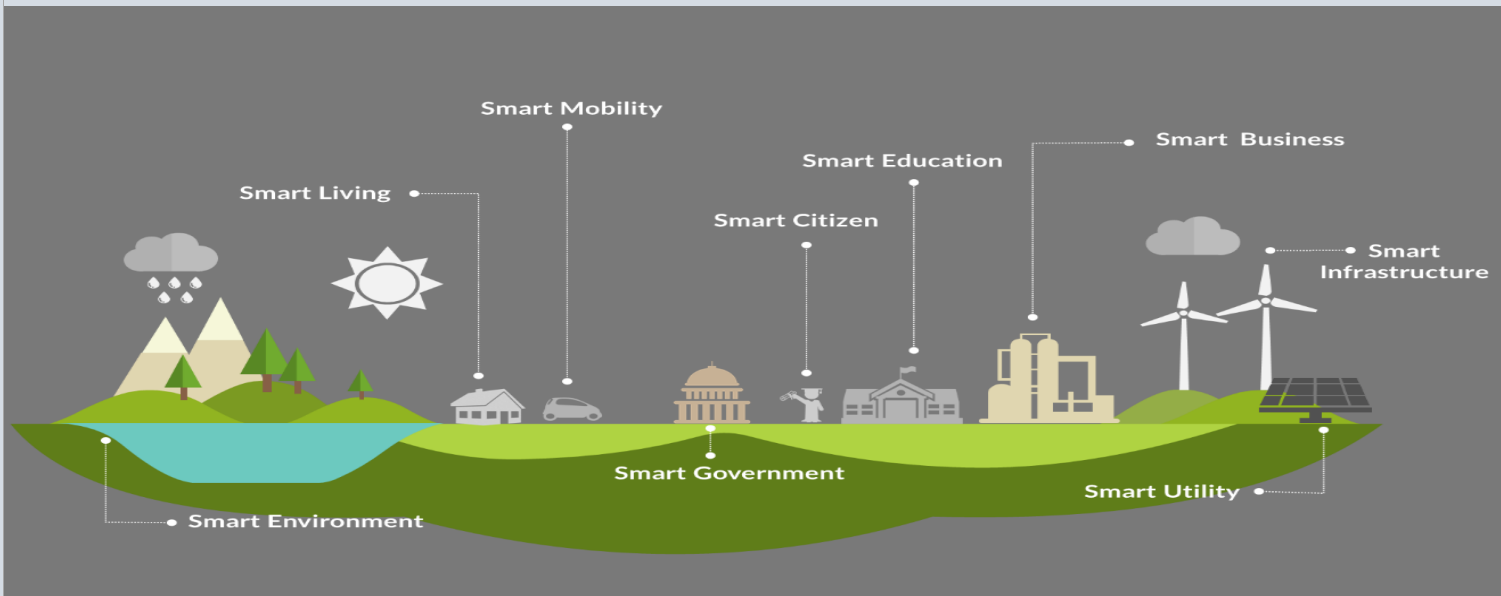 Smart Mobility
Smart Business
Smart Education
Smart Living
Smart Citizen
Smart
Infrastructure
Smart Government
Smart Utility
Smart Environment